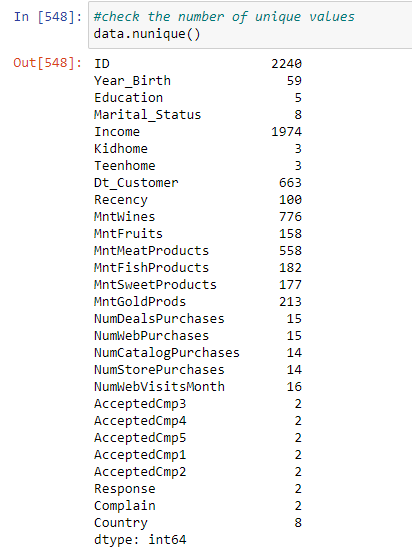 In [548]: #check the number of unique values
data.nunique()
Out[548]: ID 2240
Year_Birth 59
Education 5
Marital_Status 8
Income 1974
Kidhome 3
Teenhome 3
Dt_Customer 663
Recency 100
MntWines 776
MntFruits 158
MntMeatProducts 558
MntFishProducts 182
MntSweetProducts 177
MntGoldProds 213
NumDealsPurchases 15
NumWebPurchases 15
NumCatalogPurchases 14
NumStorePurchases 14
NumWebVisitsMonth 16
AcceptedCmp3 2
AcceptedCmp4 2
AcceptedCmp5 2
AcceptedCmp1 2
AcceptedCmp2 2
Response 2
Complain 2
Country 8
dtype: int64